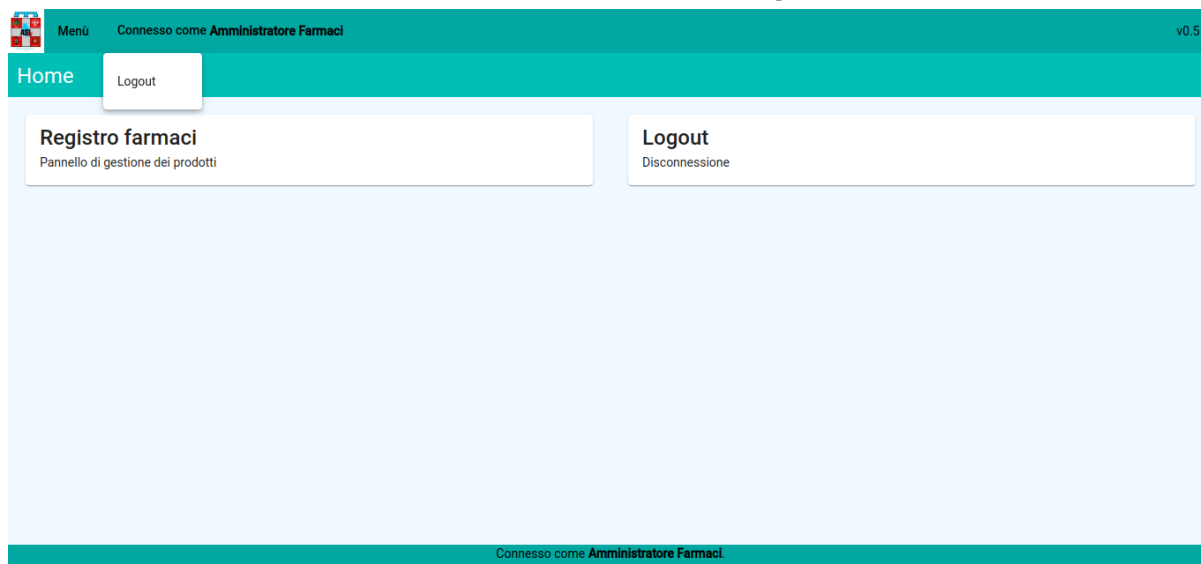 ASL
Menù Connesso come Amministratore Farmaci v0.5
Home
Logout
Registro farmaci
Pannello di gestione dei prodotti
Logout
Disconnessione
Connesso come Amministratore Farmaci.